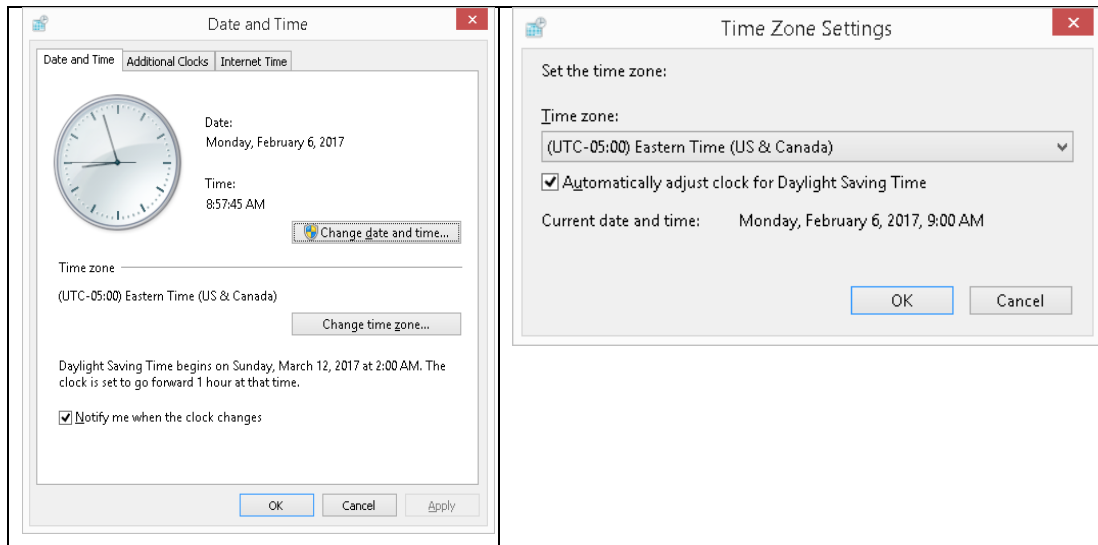 Date and Time
Date and Time
Additional Clocks
Internet Time
Date:
Monday, February 6, 2017
Time:
8:57:45 AM
Change date and time...
Time zone
(UTC-05:00) Eastern Time (US & Canada)
Change time zone...
Daylight Saving Time begins on Sunday, March 12, 2017 at 2:00 AM. The
clock is set to go forward 1 hour at that time.
Notify me when the clock changes
OK
Cancel
Apply
Time Zone Settings
Set the time zone:
Time zone:
(UTC-05:00) Eastern Time (US & Canada)
Automatically adjust clock for Daylight Saving Time
Current date and time: Monday, February 6, 2017, 9:00 AM
OK
Cancel